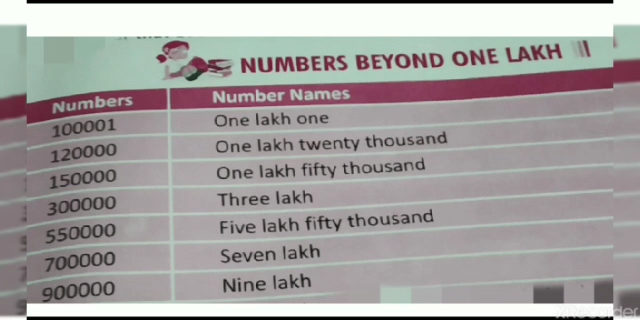 NUMBERS BEYOND ONE LAKH
Numbers Number Names
100001 One lakh one
120000 One lakh twenty thousand
150000 One lakh fifty thousand
300000 Three lakh
550000 Five lakh fifty thousand
700000 Seven lakh
900000 Nine lakh